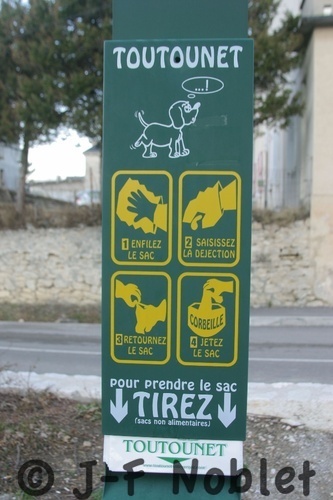 TOUTOUNET
...!
1 ENFILEZ
LE SAC
2 SAISISSEZ
LA DEJECTION
3 RETOURNEZ
LE SAC
CORBEILLE
4 JETEZ
LE SAC
pour prendre le sac
TIREZ
(sacs non alimentaires)
TOUTOUNET
© J-F Noblet